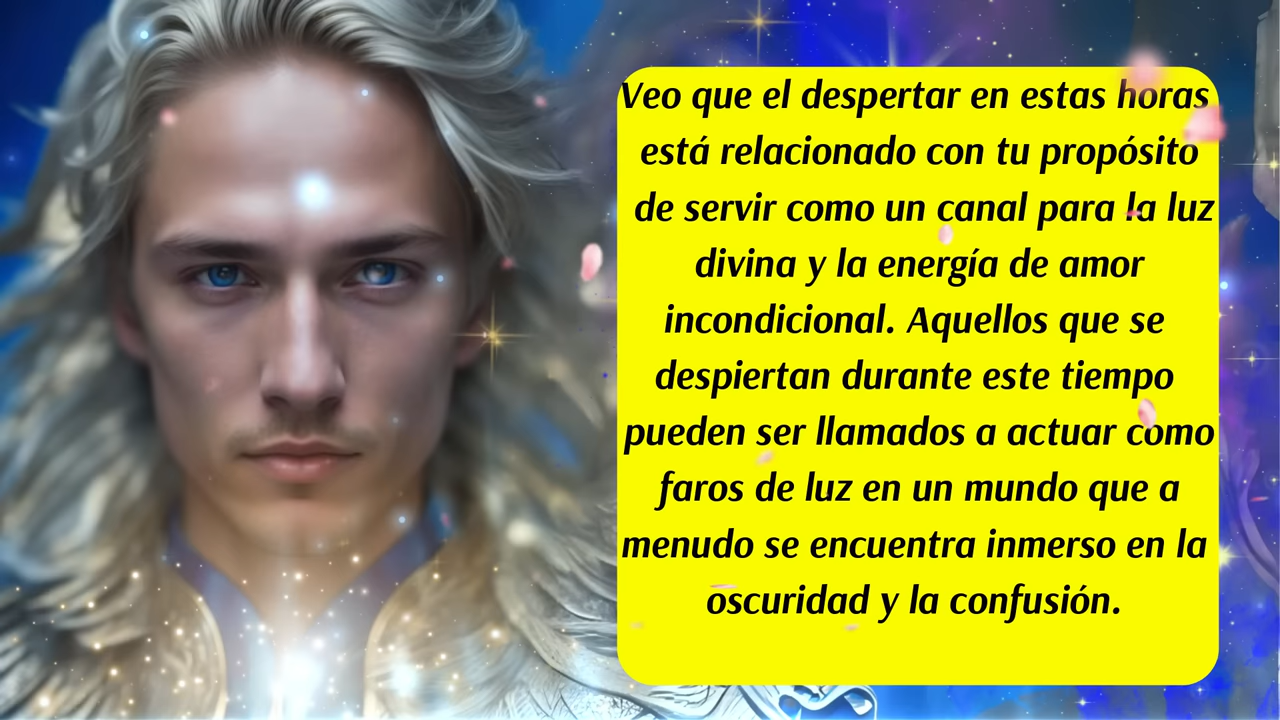 Veo que el despertar en estas horas
está relacionado con tu propósito
de servir como un canal para la luz
divina y la energía de amor
incondicional. Aquellos que se
despiertan durante este tiempo
pueden ser llamados a actuar como
faros de luz en un mundo que a
menudo se encuentra inmerso en la
oscuridad y la confusión.